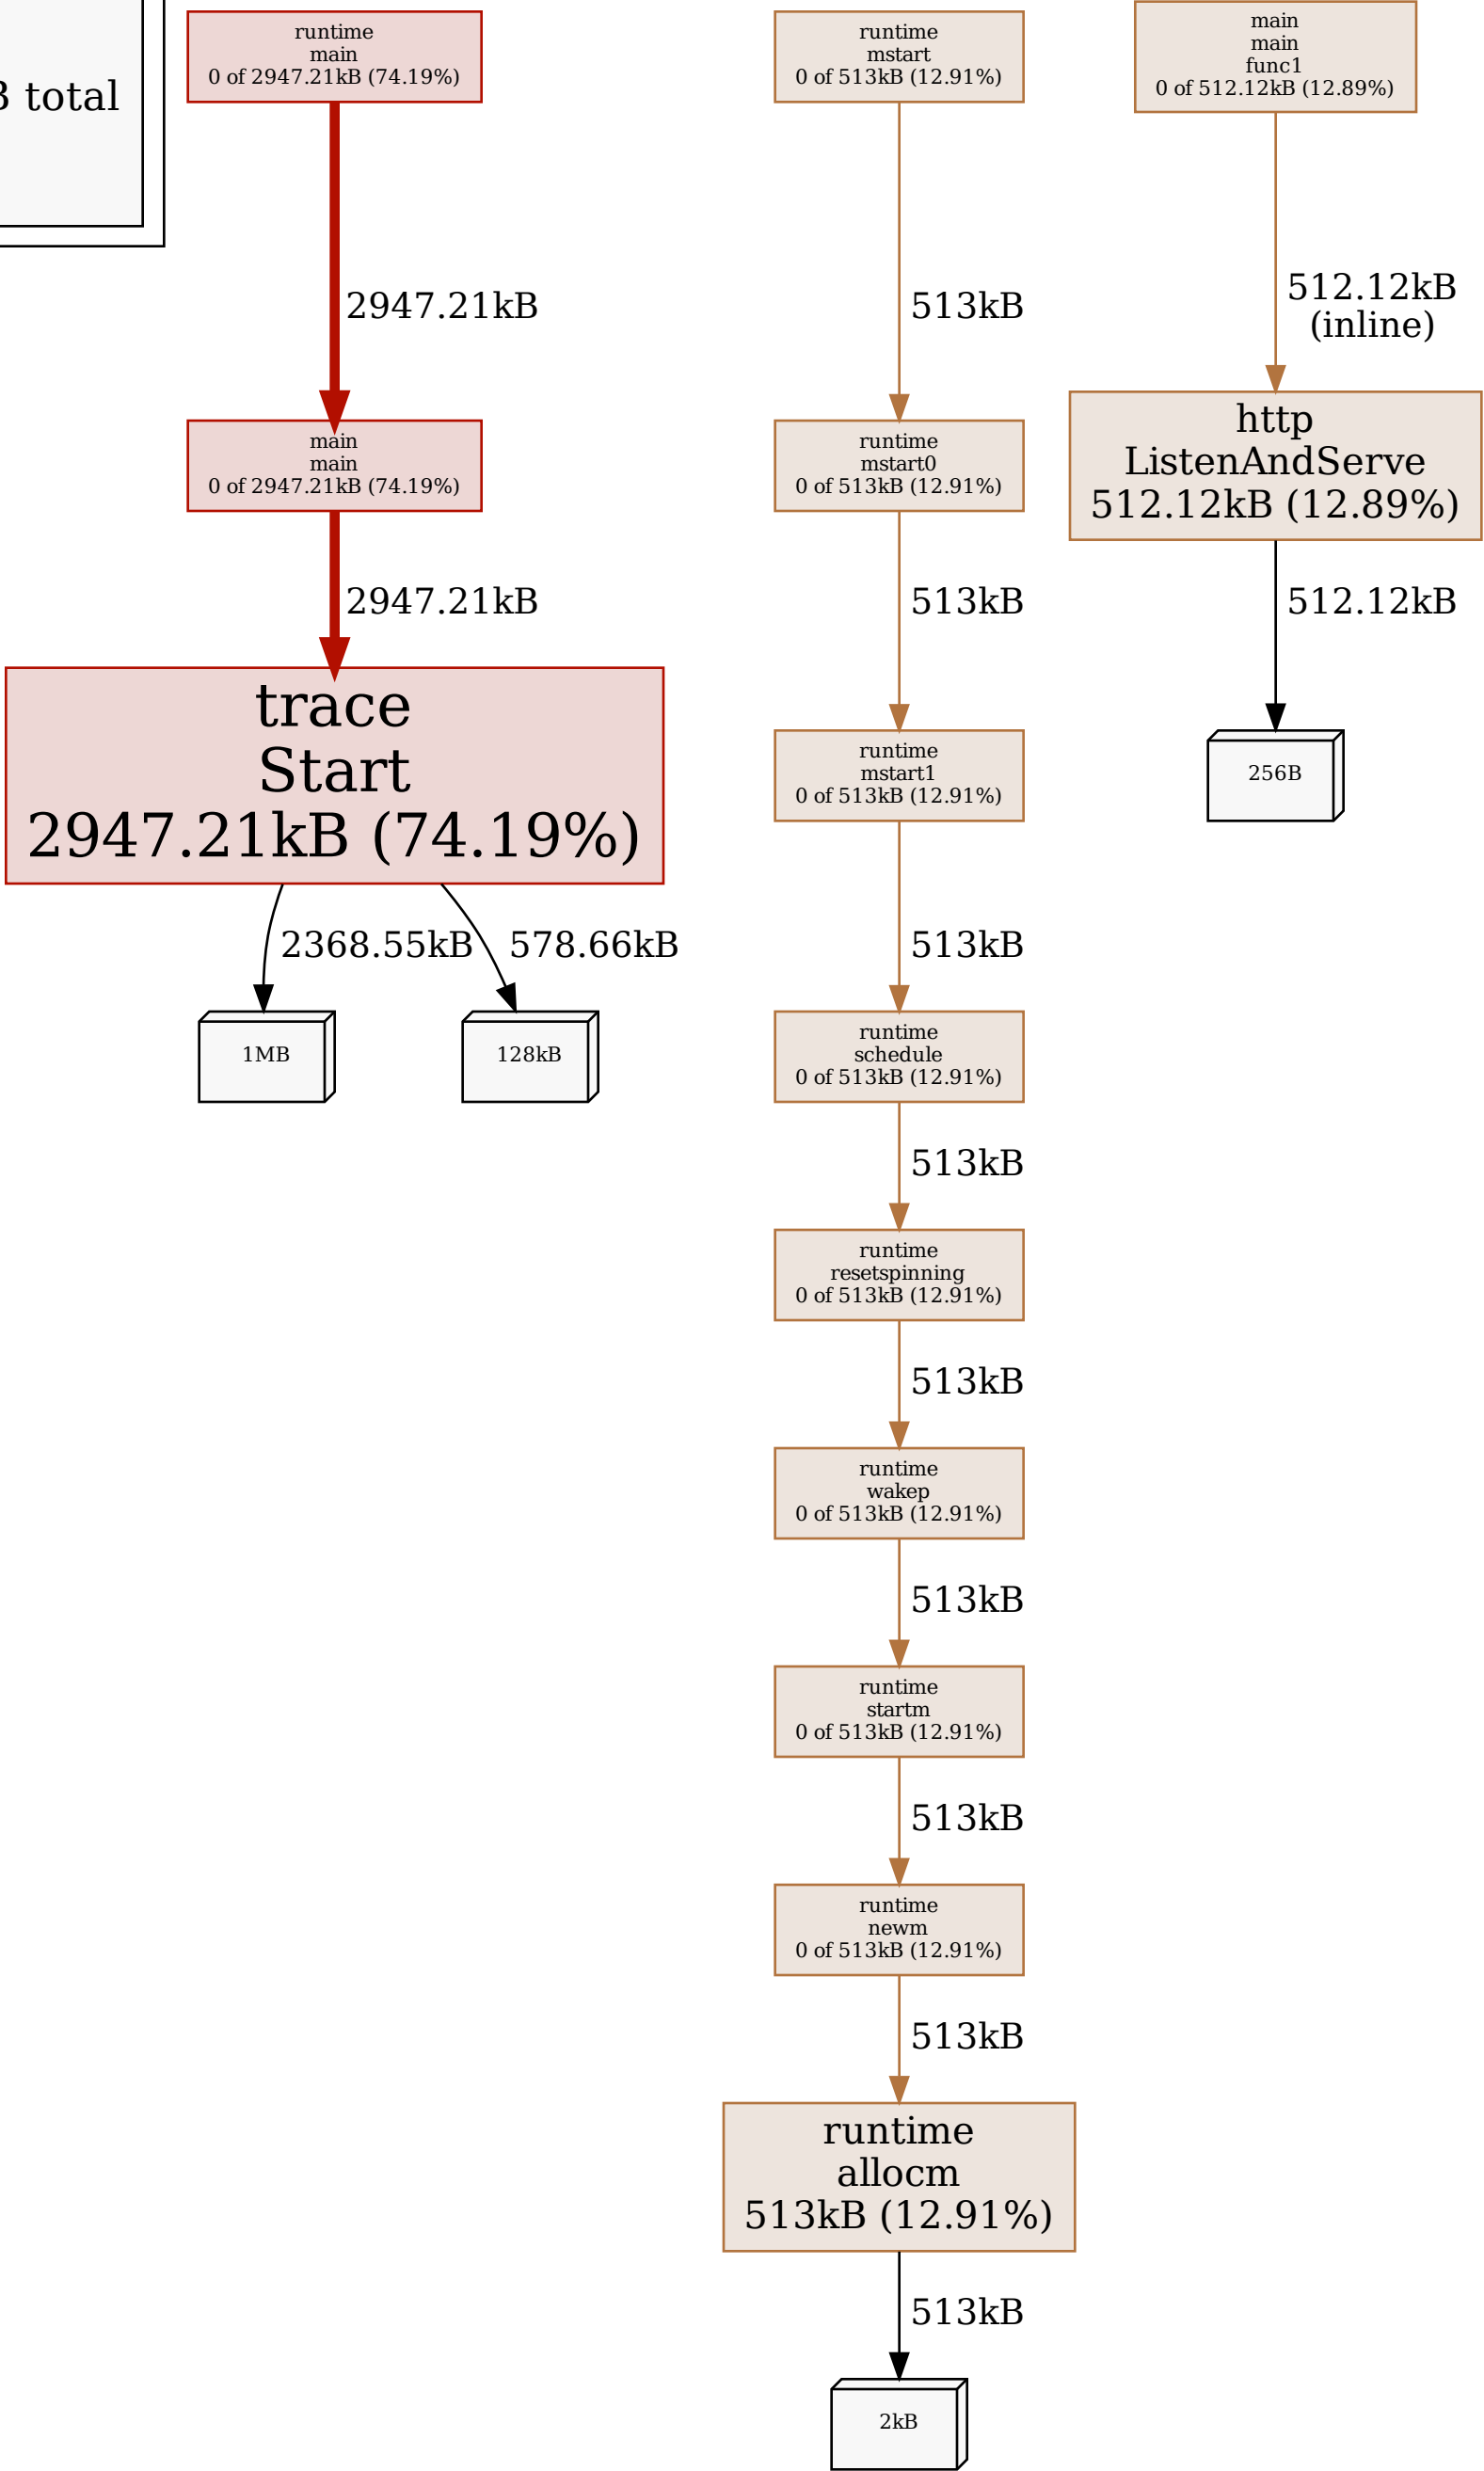 B total
runtime
main
0 of 2947.21kB (74.19%)
2947.21kB
main
main
0 of 2947.21kB (74.19%)
2947.21kB
trace
Start
2947.21kB (74.19%)
2368.55kB
578.66kB
1MB
128kB
runtime
mstart
0 of 513kB (12.91%)
513kB
runtime
mstart0
0 of 513kB (12.91%)
513kB
runtime
mstart1
0 of 513kB (12.91%)
513kB
runtime
schedule
0 of 513kB (12.91%)
513kB
runtime
resetspinning
0 of 513kB (12.91%)
513kB
runtime
wakep
0 of 513kB (12.91%)
513kB
runtime
startm
0 of 513kB (12.91%)
513kB
runtime
newm
0 of 513kB (12.91%)
513kB
runtime
allocm
513kB (12.91%)
513kB
2kB
main
main
func1
0 of 512.12kB (12.89%)
512.12kB
(inline)
http
ListenAndServe
512.12kB (12.89%)
512.12kB
256B